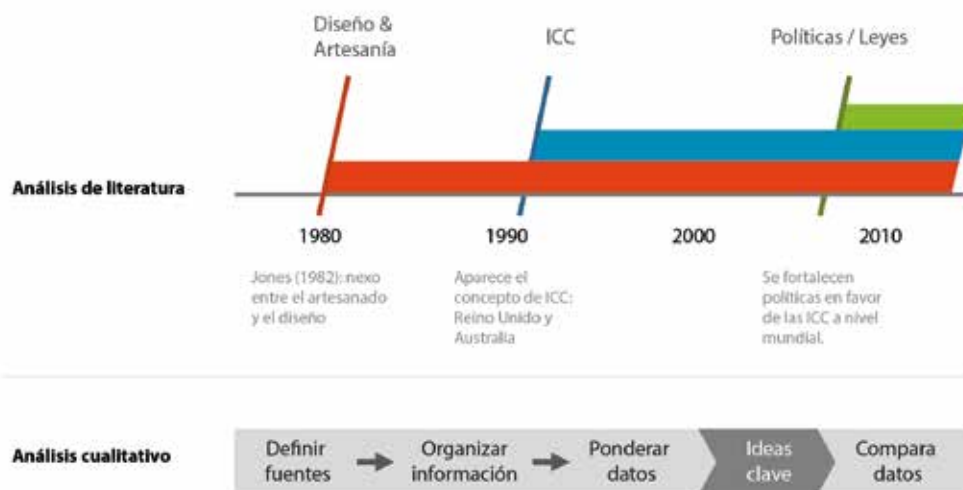 Diseño &
Artesanía
ICC
Políticas / Leyes
Análisis de literatura
1980
1990
2000
2010
Jones (1982): nexo
entre el artesanado
y el diseño
Aparece el
concepto de ICC:
Reino Unido y
Australia
Se fortalecen
políticas en favor
de las ICC a nivel
mundial.
Análisis cualitativo
Definir
fuentes
Organizar
información
Ponderar
datos
Ideas
clave
Compara
datos